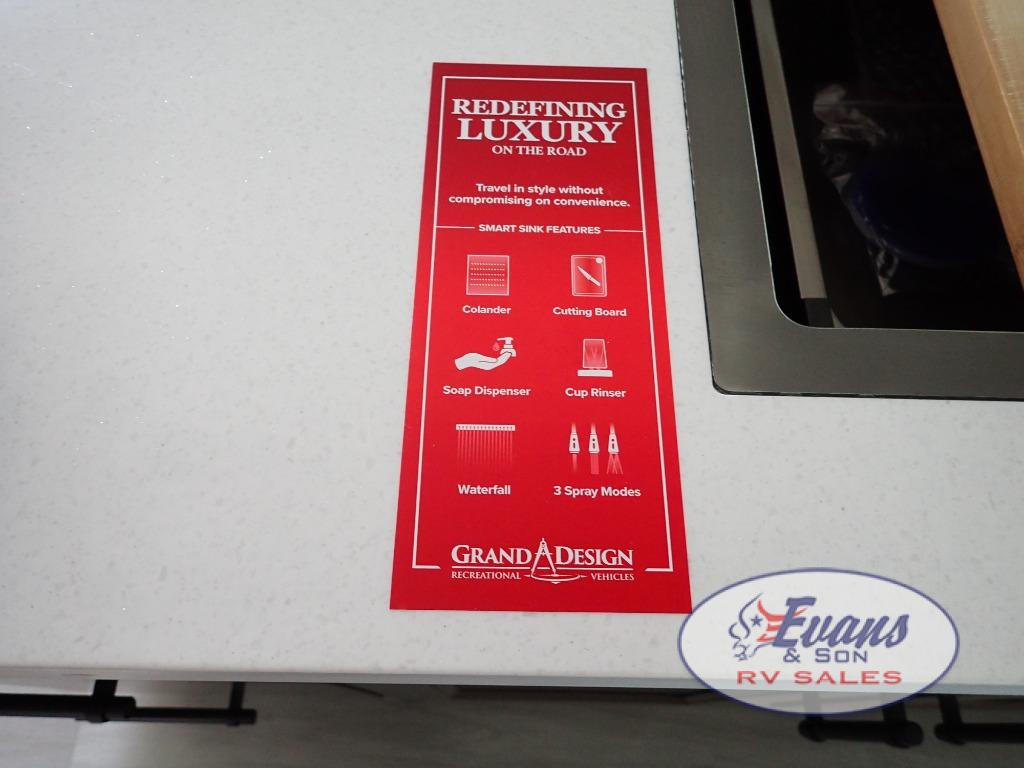 REDEFINING
LUXURY
ON THE ROAD
Travel in style without
compromising on convenience.
SMART SINK FEATURES
Colander
Cutting Board
Soap Dispenser
Cup Rinser
Waterfall
3 Spray Modes
GRAND DESIGN
RECREATIONAL VEHICLES
Evans
& SON
RV SALES